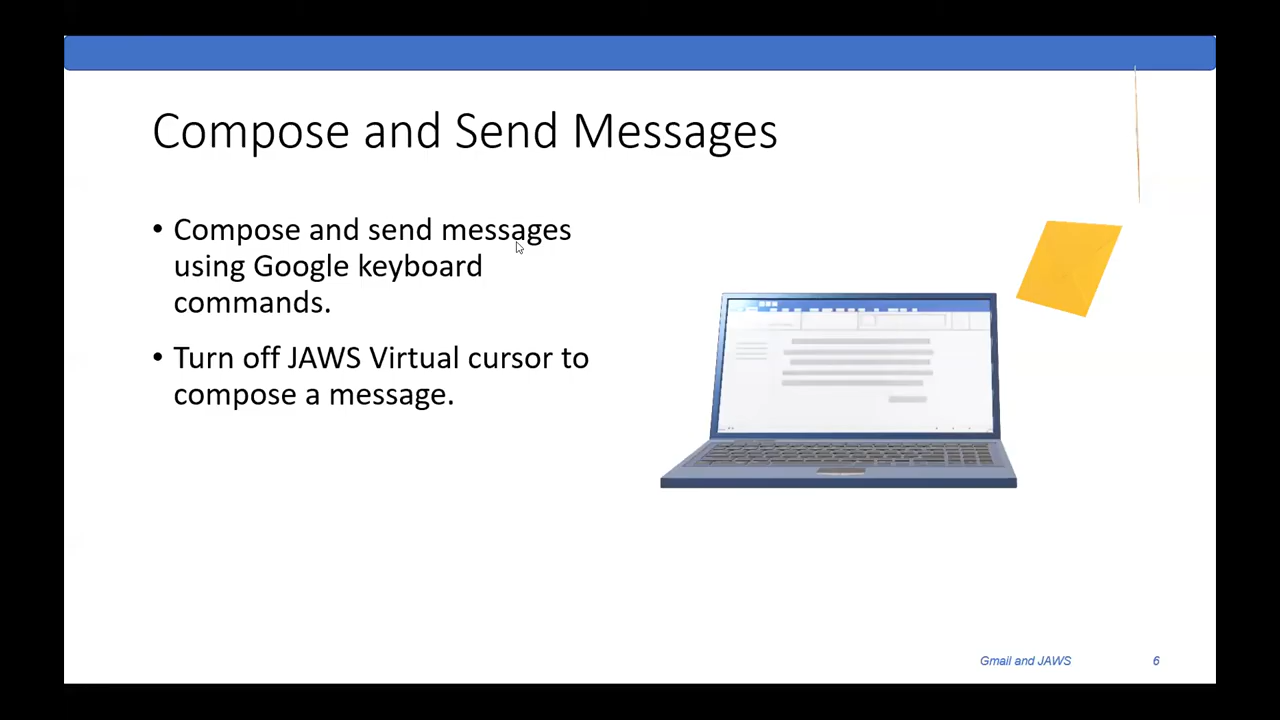 Compose and Send Messages
• Compose and send messages
using Google keyboard
commands.
• Turn off JAWS Virtual cursor to
compose a message.
Gmail and JAWS 6